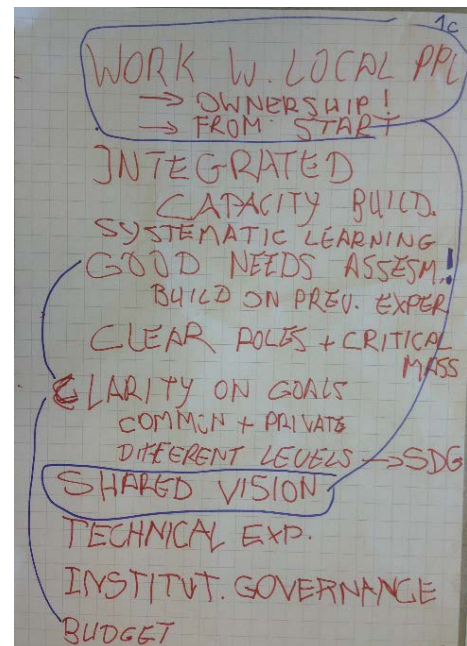 1c
WORK W. LOCAL PPL
→ OWNERSHIP!
→ FROM START
INTEGRATED
CAPACITY BUILD.
SYSTEMATIC LEARNING
GOOD NEEDS ASSESM.!
BUILD ON PREV. EXPER
CLEAR ROLES + CRITICAL
MASS
CLARITY ON GOALS
COMMON + PRIVATE
DIFFERENT LEVELS → SDG
SHARED VISION
TECHNICAL EXP.
INSTITUT. GOVERNANCE
BUDGET